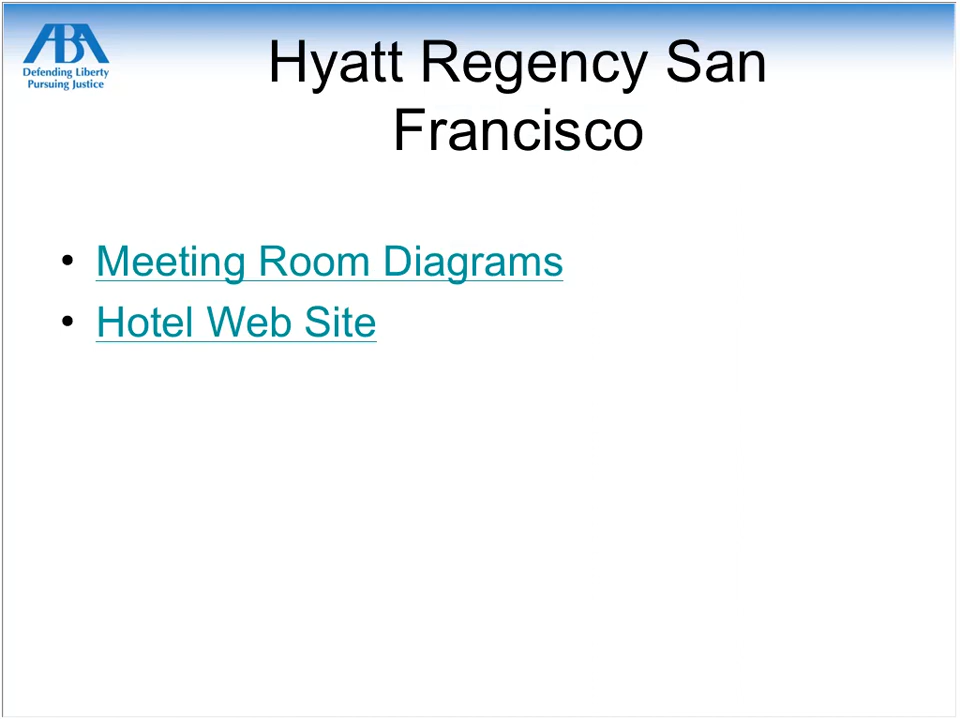 ABA
Defending Liberty
Pursuing Justice
Hyatt Regency San
Francisco
• Meeting Room Diagrams
• Hotel Web Site